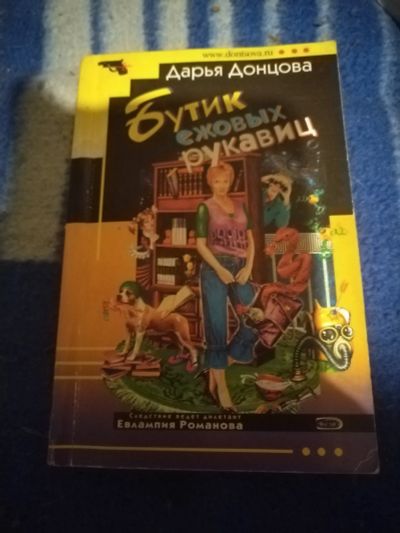 www.dontsova.ru
Дарья Донцова
Бутик
ежовых
рукавиц
Следствие ведет дилетант
Евлампия Романова